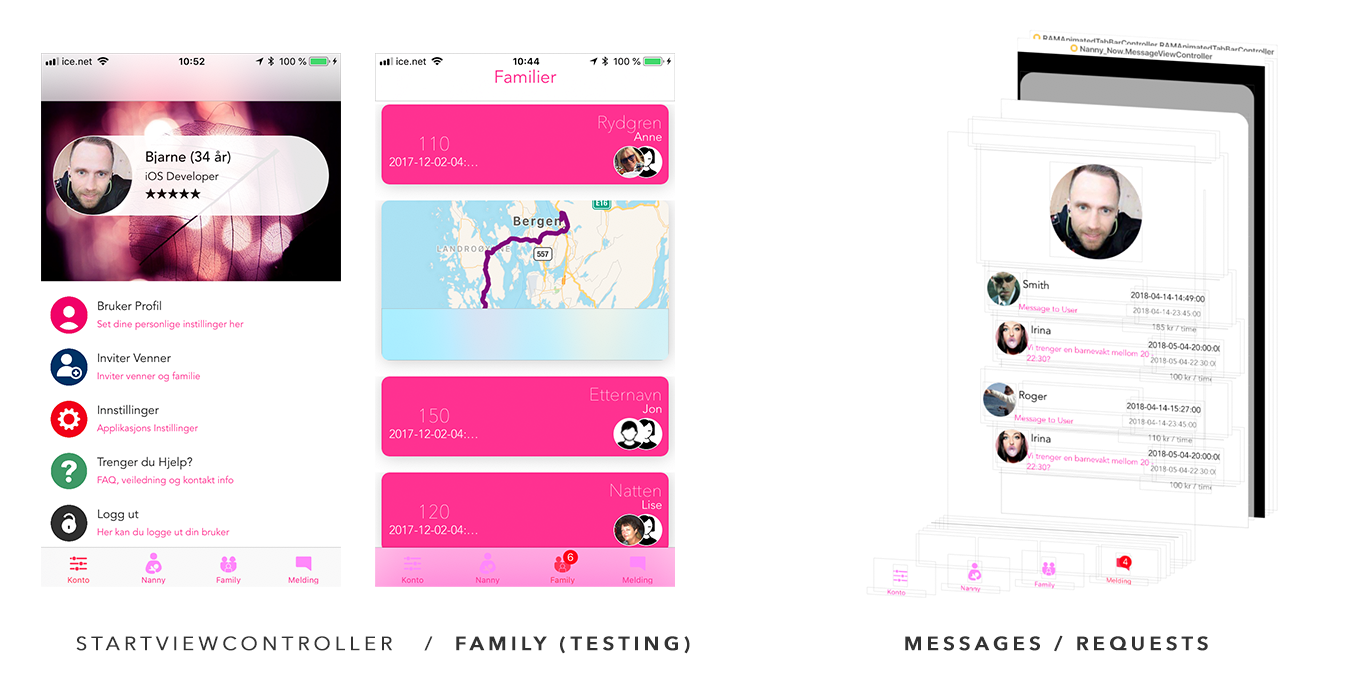 ice.net 10:52 100 %
Bjarne (34 år)
iOS Developer
★★★★★
Bruker Profil
Set dine personlige instillinger her
Inviter Venner
Inviter venner og familie
Innstillinger
Applikasjons Instillinger
Trenger du Hjelp?
FAQ, veiledning og kontakt info
Logg ut
Her kan du logge ut din bruker
Konto Nanny Family Melding
ice.net 10:44 100 %
Familier
Rydgren
Anne
110
2017-12-02-04:...
E16
Bergen
LANDROØY
557
Etternavn
Jon
150
2017-12-02-04:...
Natten
Lise
120
2017-12-02-04:...
6
Konto Nanny Family Melding
RAMAnimatedTabBarController.RAMAnimatedTabBarController
Nanny_Now.MessageViewController
Smith
2018-04-14-14:49:00
Message to User
2018-04-14-23:45:00
185 kr / time
Irina
2018-05-04-20:00:00
Vi trenger en barnevakt mellom 20
22:30?
2018-05-04-22:30:00
100 kr / time
Roger
2018-04-14-15:27:00
Message to User
2018-04-14-23:45:00
110 kr / time
Irina
2018-05-04-20:00:00
Vi trenger en barnevakt mellom 20
22:30?
2018-05-04-22:30:00
100 kr / time
4
Konto Nanny Family Melding
STARTVIEWCONTROLLER / FAMILY (TESTING)
MESSAGES / REQUESTS